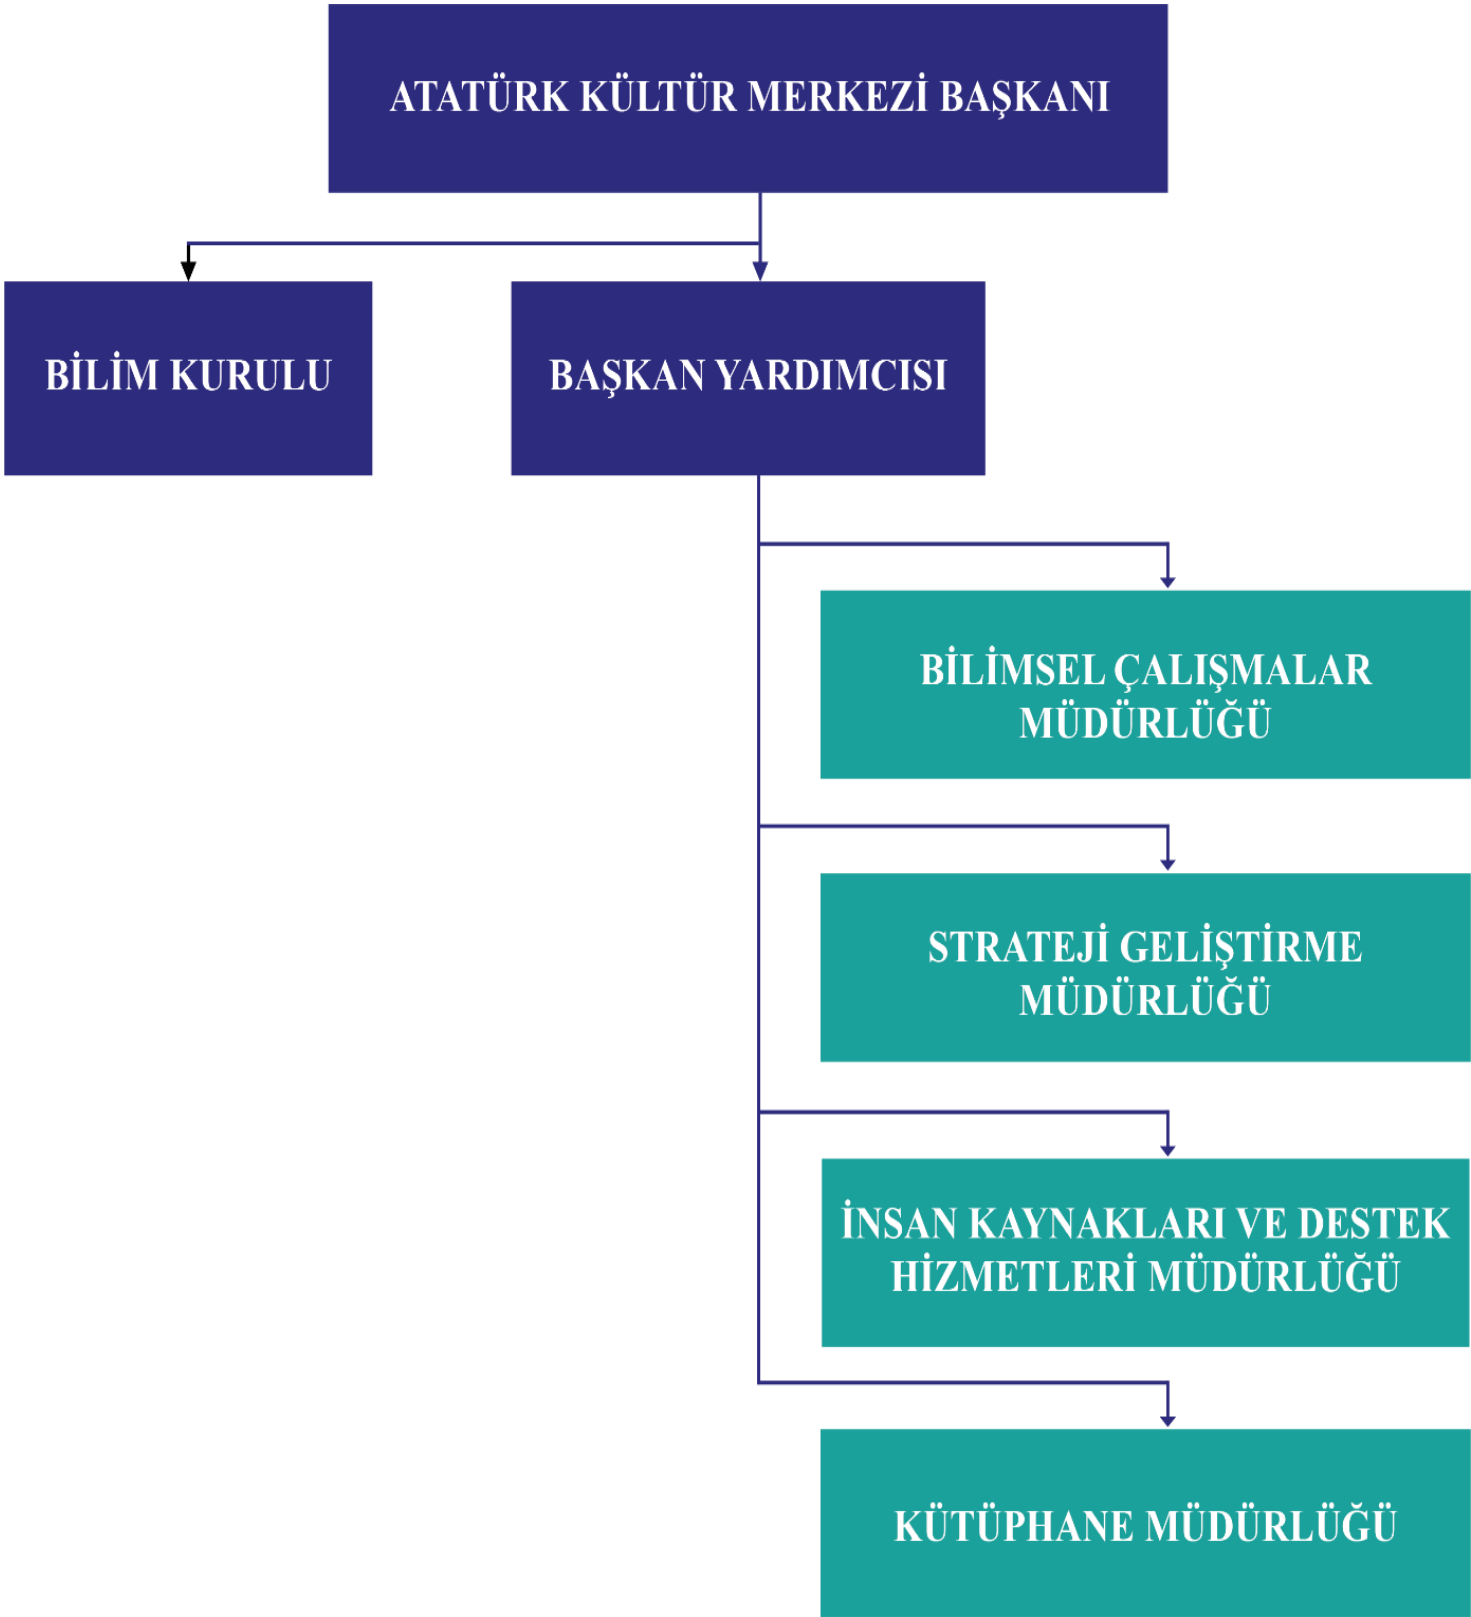 ATATÜRK KÜLTÜR MERKEZİ BAŞKANI
BİLİM KURULU
BAŞKAN YARDIMCISI
BİLİMSEL ÇALIŞMALAR
MÜDÜRLÜĞÜ
STRATEJİ GELİŞTİRME
MÜDÜRLÜĞÜ
İNSAN KAYNAKLARI VE DESTEK
HİZMETLERİ MÜDÜRLÜĞÜ
KÜTÜPHANE MÜDÜRLÜĞÜ